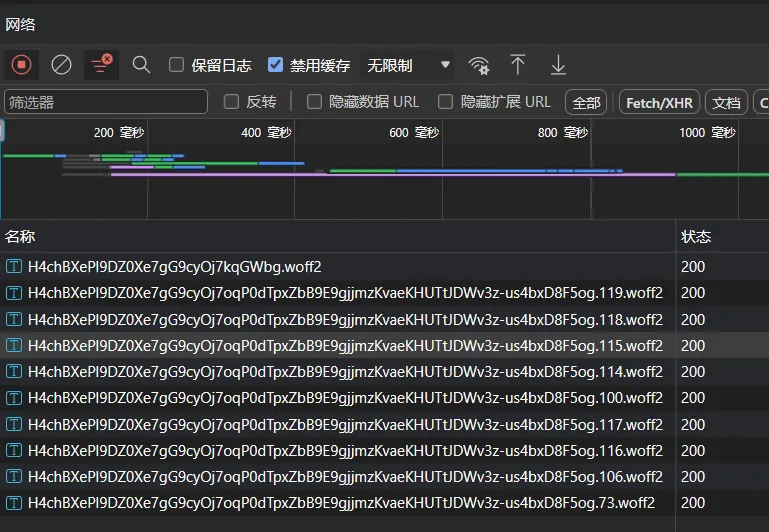 网络
保留日志 禁用缓存 无限制
筛选器 反转 隐藏数据 URL 隐藏扩展 URL 全部 Fetch/XHR 文档 C
200 毫秒 400 毫秒 600 毫秒 800 毫秒 1000 毫秒
名称 状态
H4chBXePl9DZ0Xe7gG9cyOj7kqGWbg.woff2 200
H4chBXePl9DZ0Xe7gG9cyOj7oqP0dTpxZbB9E9gjjmzKvaeKHUTtJDWv3z-us4bxD8F5og.119.woff2 200
H4chBXePl9DZ0Xe7gG9cyOj7oqP0dTpxZbB9E9gjjmzKvaeKHUTtJDWv3z-us4bxD8F5og.118.woff2 200
H4chBXePl9DZ0Xe7gG9cyOj7oqP0dTpxZbB9E9gjjmzKvaeKHUTtJDWv3z-us4bxD8F5og.115.woff2 200
H4chBXePl9DZ0Xe7gG9cyOj7oqP0dTpxZbB9E9gjjmzKvaeKHUTtJDWv3z-us4bxD8F5og.114.woff2 200
H4chBXePl9DZ0Xe7gG9cyOj7oqP0dTpxZbB9E9gjjmzKvaeKHUTtJDWv3z-us4bxD8F5og.100.woff2 200
H4chBXePl9DZ0Xe7gG9cyOj7oqP0dTpxZbB9E9gjjmzKvaeKHUTtJDWv3z-us4bxD8F5og.117.woff2 200
H4chBXePl9DZ0Xe7gG9cyOj7oqP0dTpxZbB9E9gjjmzKvaeKHUTtJDWv3z-us4bxD8F5og.116.woff2 200
H4chBXePl9DZ0Xe7gG9cyOj7oqP0dTpxZbB9E9gjjmzKvaeKHUTtJDWv3z-us4bxD8F5og.106.woff2 200
H4chBXePl9DZ0Xe7gG9cyOj7oqP0dTpxZbB9E9gjjmzKvaeKHUTtJDWv3z-us4bxD8F5og.73.woff2 200